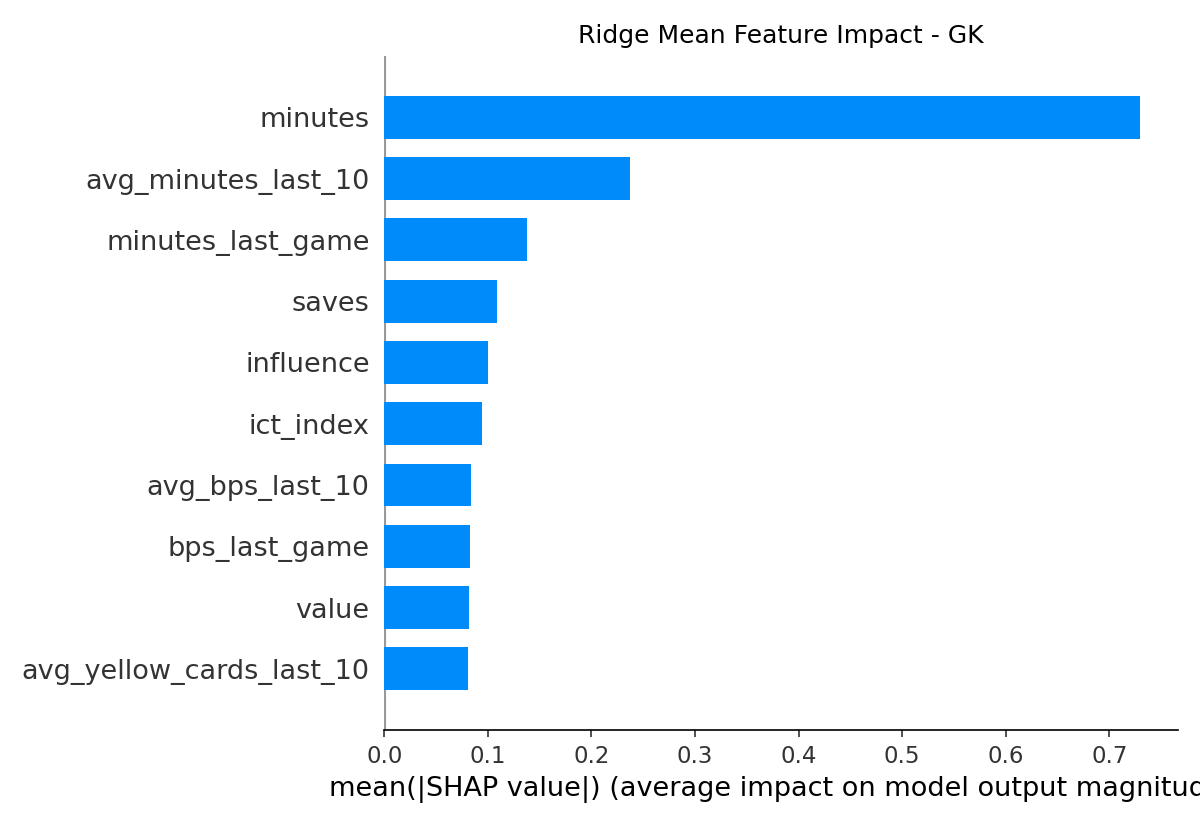 Ridge Mean Feature Impact - GK
minutes
avg_minutes_last_10
minutes_last_game
saves
influence
ict_index
avg_bps_last_10
bps_last_game
value
avg_yellow_cards_last_10
0.0 0.1 0.2 0.3 0.4 0.5 0.6 0.7
mean(|SHAP value|) (average impact on model output magnitud